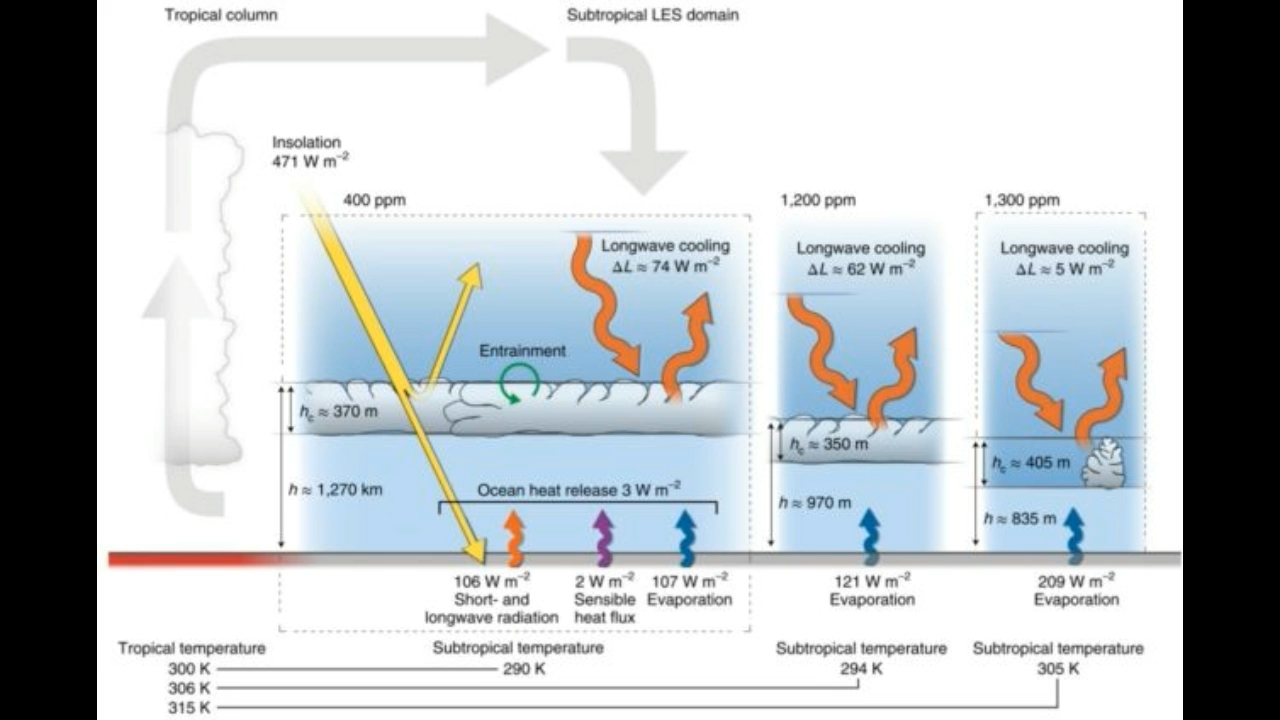 Tropical column
Subtropical LES domain
Insolation
471 W m⁻²
400 ppm
1,200 ppm
1,300 ppm
Longwave cooling
ΔL ≈ 74 W m⁻²
Longwave cooling
ΔL ≈ 62 W m⁻²
Longwave cooling
ΔL ≈ 5 W m⁻²
Entrainment
h_c ≈ 370 m
h_c ≈ 350 m
h_c ≈ 405 m
h ≈ 1,270 km
Ocean heat release 3 W m⁻²
h ≈ 970 m
h ≈ 835 m
106 W m⁻²
Short- and
longwave radiation
2 W m⁻²
Sensible
heat flux
107 W m⁻²
Evaporation
121 W m⁻²
Evaporation
209 W m⁻²
Evaporation
Tropical temperature
Subtropical temperature
Subtropical temperature
Subtropical temperature
300 K
290 K
294 K
305 K
306 K
315 K